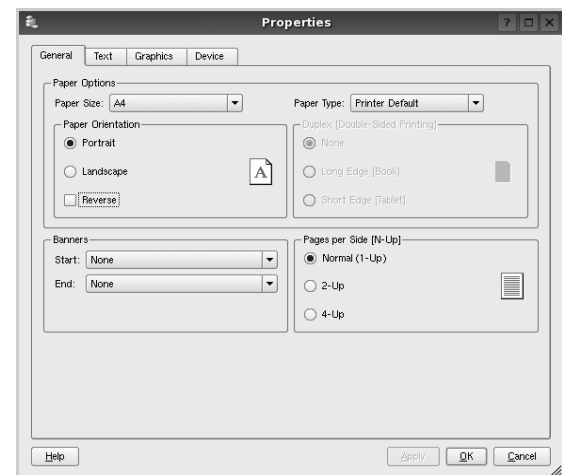 Properties
General Text Graphics Device
Paper Options
Paper Size: A4 Paper Type: Printer Default
Paper Orientation
Portrait
Landscape
Reverse
A
Duplex [Double-Sided Printing]
None
Long Edge [Book]
Short Edge [Tablet]
Banners
Start: None
End: None
Pages per Side [N-Up]
Normal (1-Up)
2-Up
4-Up
Help Apply OK Cancel